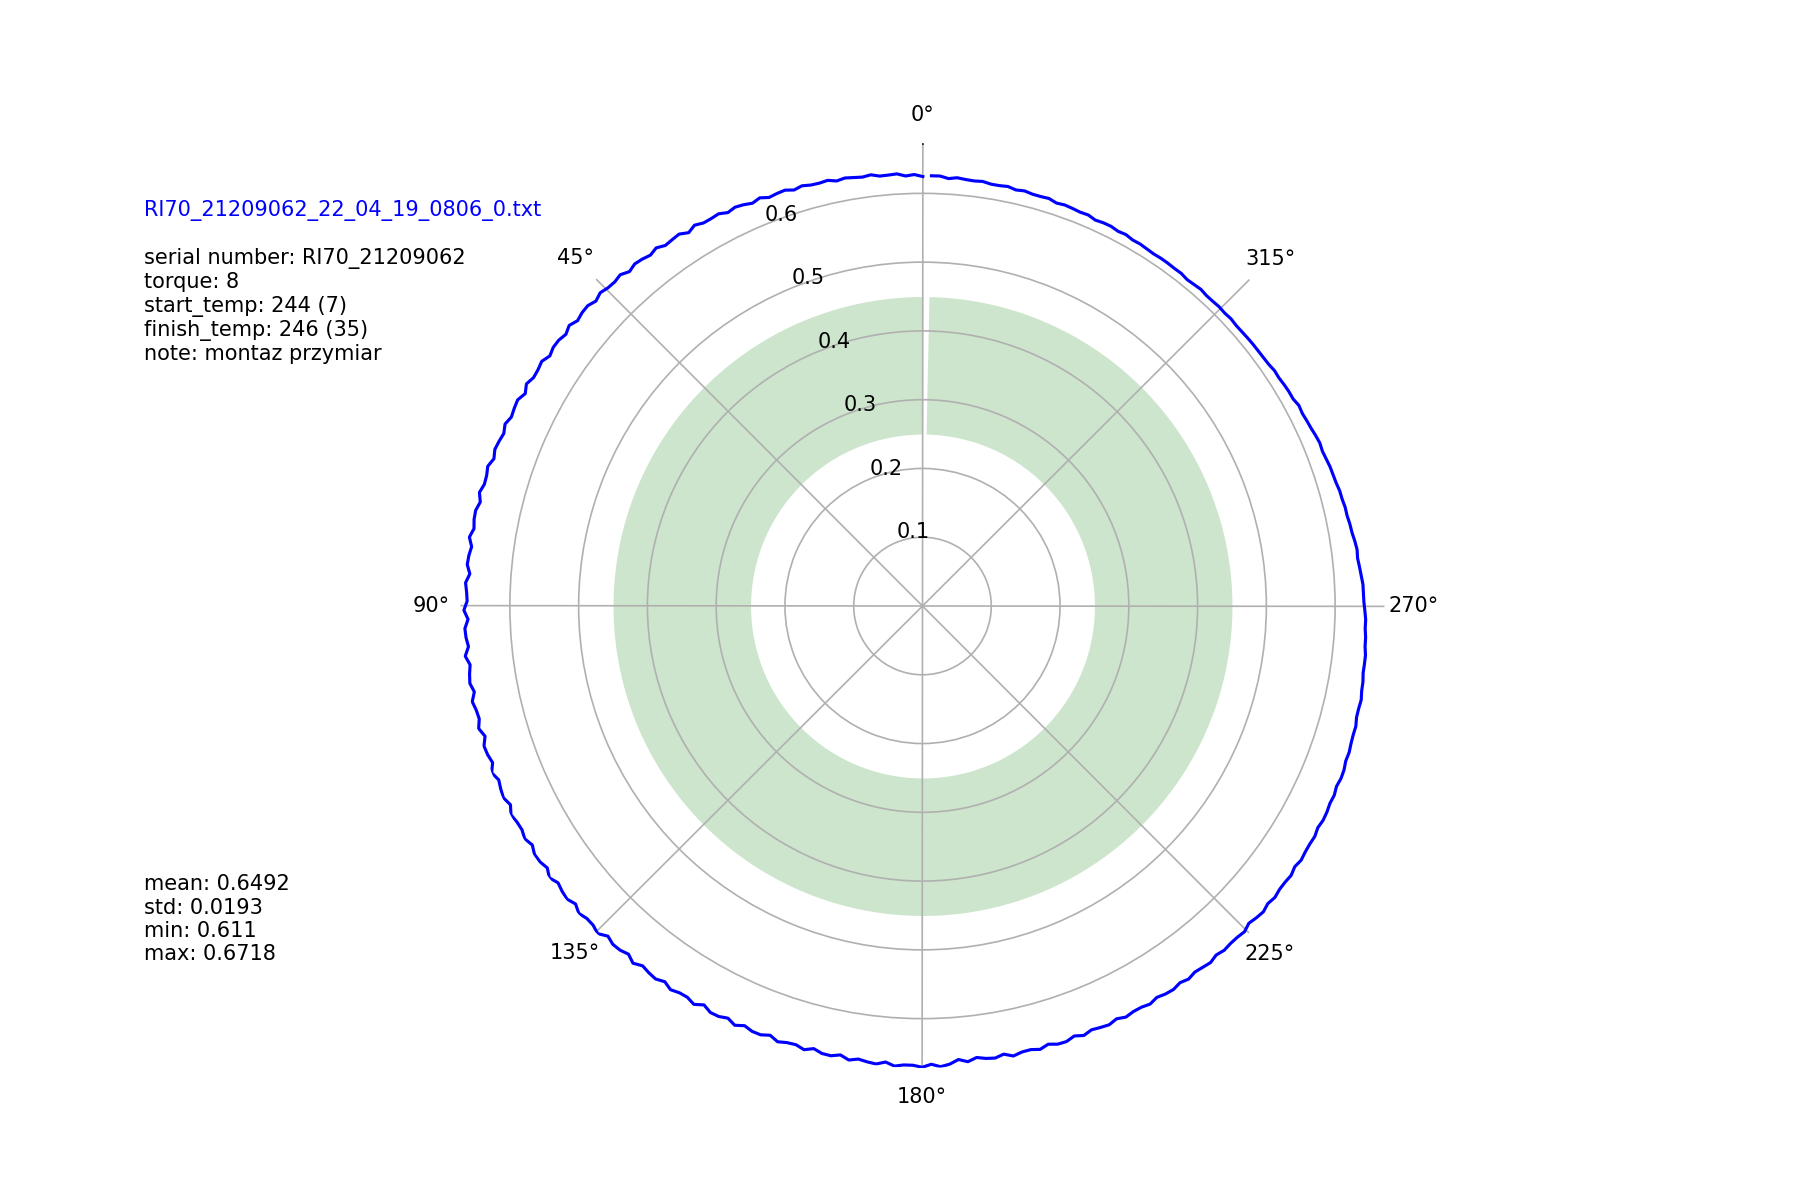 0°
RI70_21209062_22_04_19_0806_0.txt
0.6
serial number: RI70_21209062
45°
315°
torque: 8
0.5
start_temp: 244 (7)
finish_temp: 246 (35)
0.4
note: montaz przymiar
0.3
0.2
0.1
90°
270°
mean: 0.6492
std: 0.0193
min: 0.611
max: 0.6718
135°
225°
180°